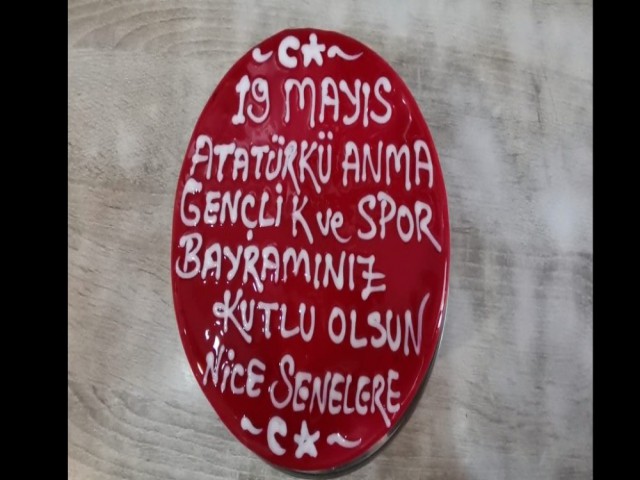 19 MAYIS
ATATÜRKÜ ANMA
GENÇLİK ve SPOR
BAYRAMINIZ
KUTLU OLSUN
NİCE SENELERE